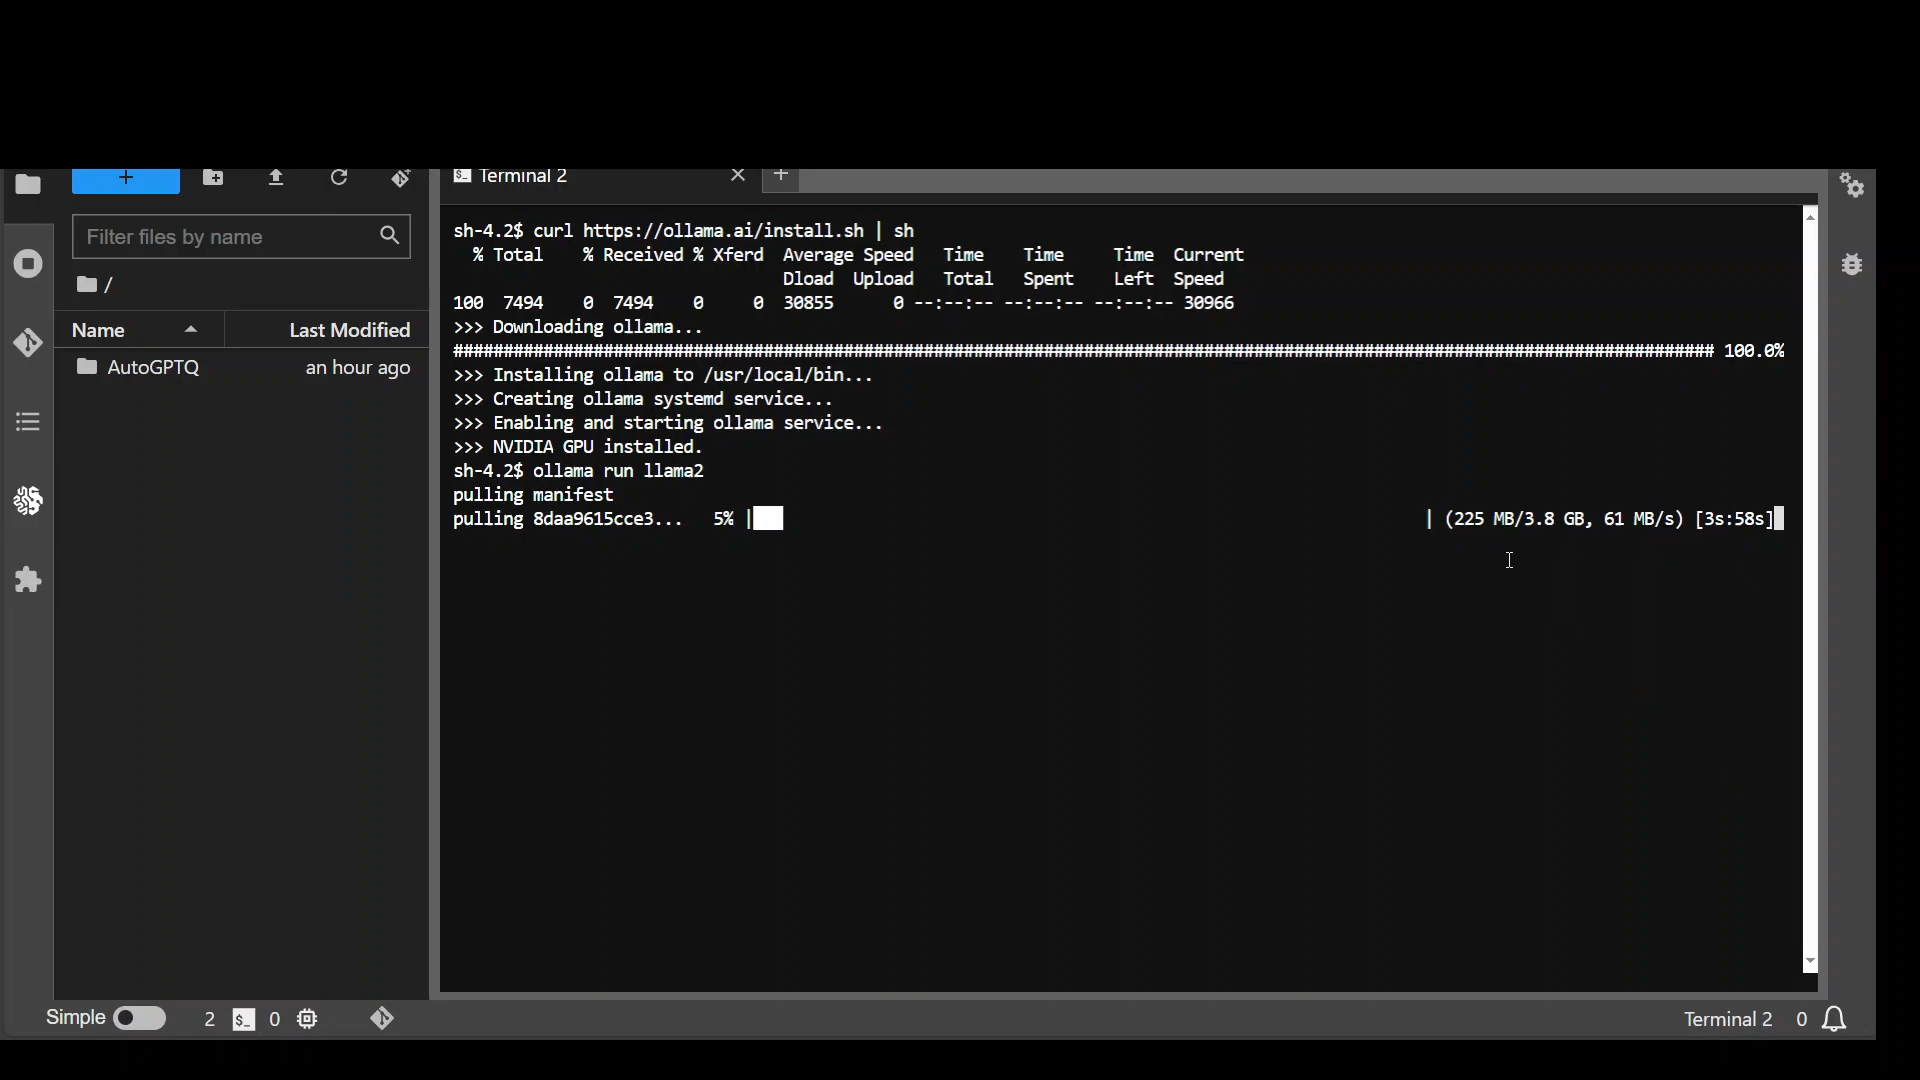 Terminal 2
Filter files by name
/
Name Last Modified
AutoGPTQ an hour ago
sh-4.2$ curl https://ollama.ai/install.sh | sh
% Total % Received % Xferd Average Speed Time Time Time Current
Dload Upload Total Spent Left Speed
100 7494 0 7494 0 0 30855 0 --:--:-- --:--:-- --:--:-- 30966
>>> Downloading ollama...
############################################################################################################################## 100.0%
>>> Installing ollama to /usr/local/bin...
>>> Creating ollama systemd service...
>>> Enabling and starting ollama service...
>>> NVIDIA GPU installed.
sh-4.2$ ollama run llama2
pulling manifest
pulling 8daa9615cce3... 5% | | (225 MB/3.8 GB, 61 MB/s) [3s:58s]
Simple 2 $_ 0 Terminal 2 0